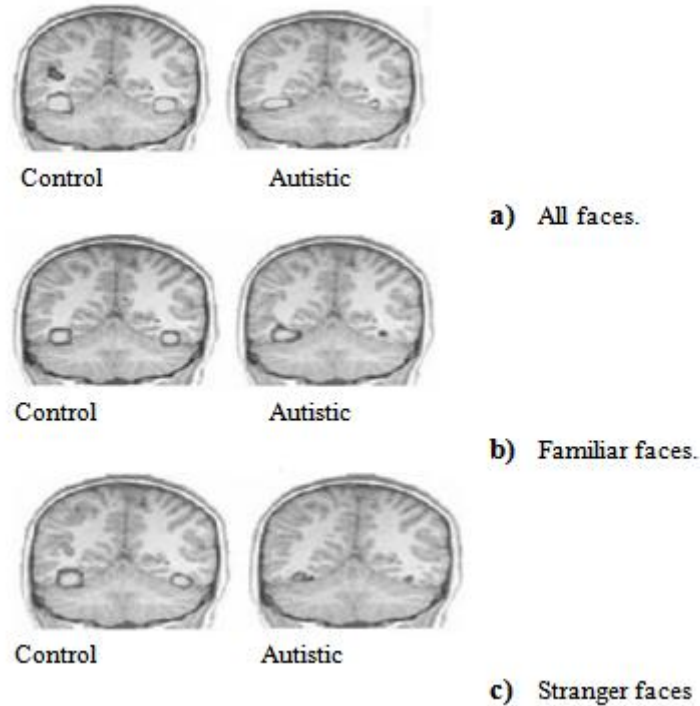 Control Autistic
a) All faces.
Control Autistic
b) Familiar faces.
Control Autistic
c) Stranger faces